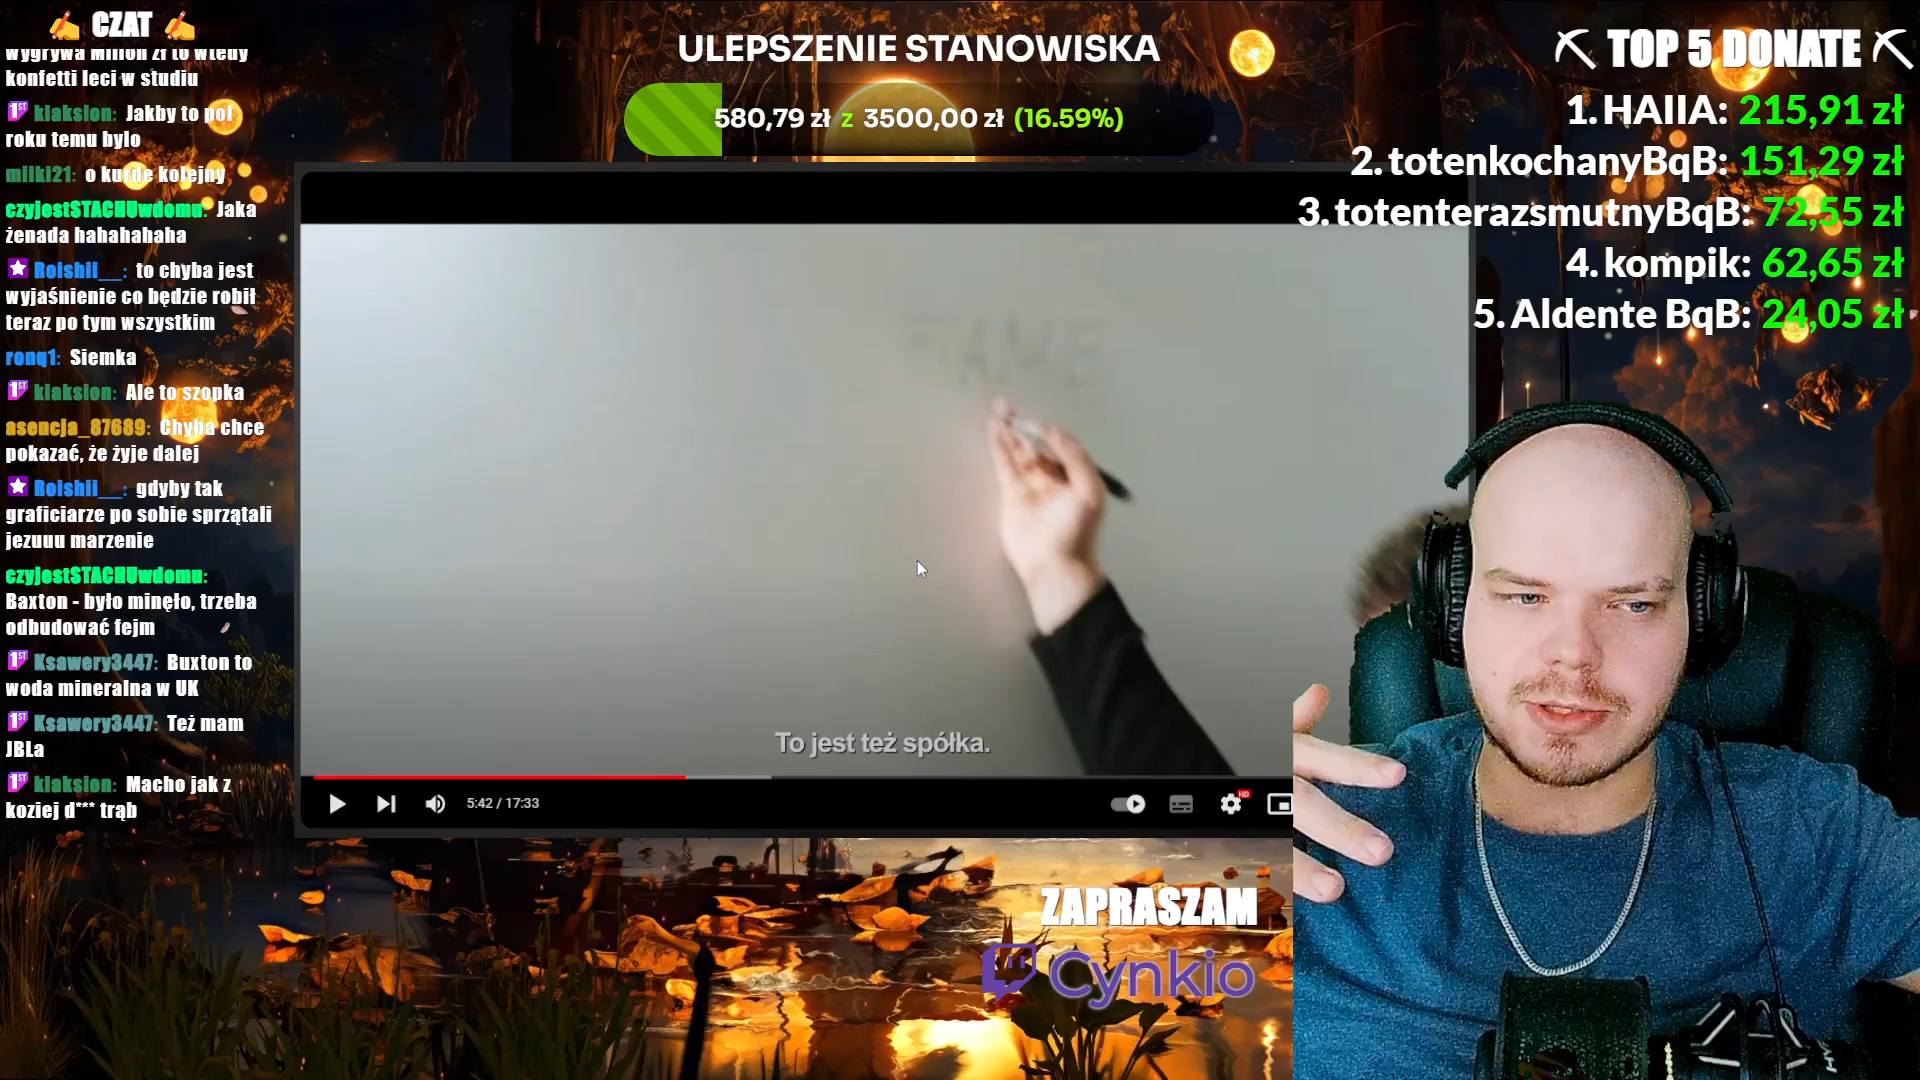 CZAT
wygrywa milion zł to wtedy
konfetti leci w studiu
klaksion: Jakby to pol
roku temu bylo
miiki21: o kurde kolejny
czyjestSTACHUwdomu: Jaka
żenada hahahahaha
Roishii__: to chyba jest
wyjaśnienie co będzie robił
teraz po tym wszystkim
ronq1: Siemka
klaksion: Ale to szopka
asencja_87689: Chyba chce
pokazać, że żyje dalej
Roishii__: gdyby tak
graficiarze po sobie sprzątali
jezuuu marzenie
czyjestSTACHUwdomu:
Baxton - było minęło, trzeba
odbudować fejm
Ksawery3447: Buxton to
woda mineralna w UK
Ksawery3447: Też mam
JBLa
klaksion: Macho jak z
koziej d*** trąb
ULEPSZENIE STANOWISKA
580,79 zł z 3500,00 zł (16.59%)
TOP 5 DONATE
1. HAIIA: 215,91 zł
2. totenkochanyBqB: 151,29 zł
3. totenterazsmutnyBqB: 72,55 zł
4. kompik: 62,65 zł
5. Aldente BqB: 24,05 zł
To jest też spółka.
5:42 / 17:33
HD
ZAPRASZAM
Cynkio